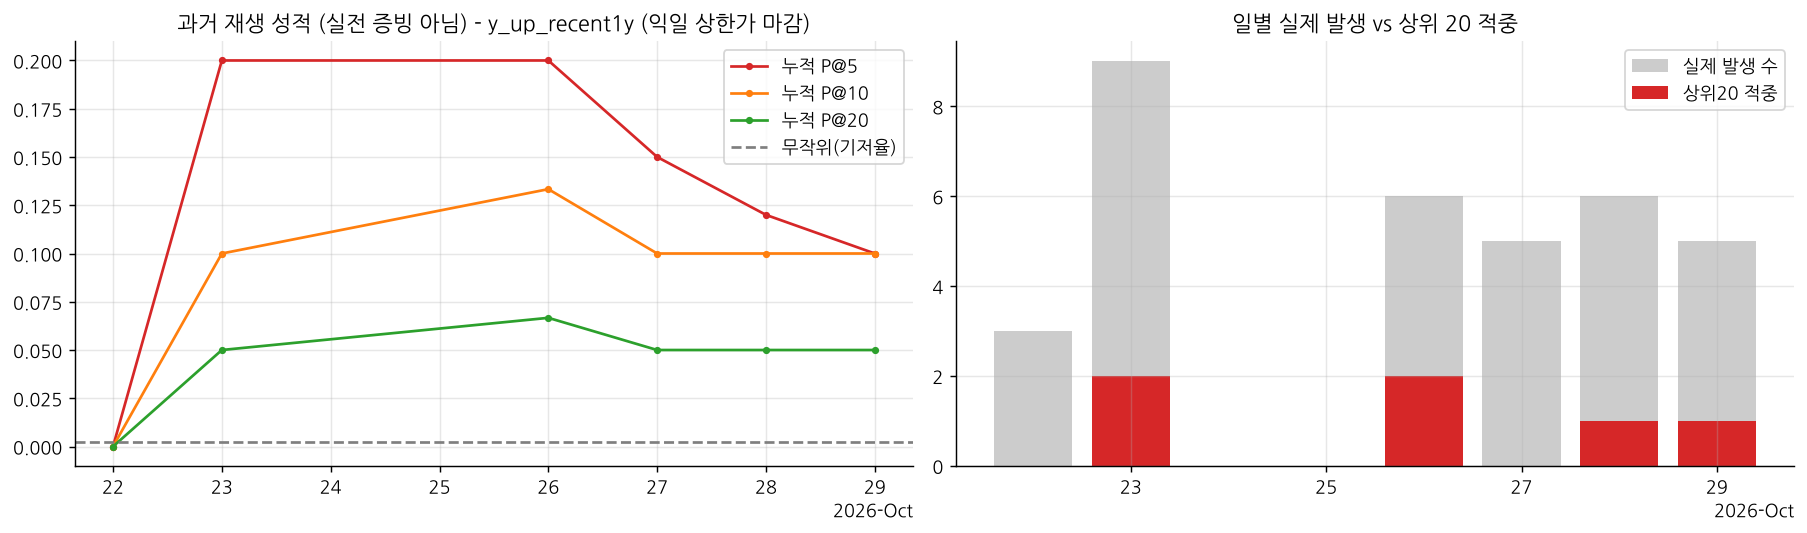 과거 재생 성적 (실전 증빙 아님) - y_up_recent1y (익일 상한가 마감)
0.200
0.175
0.150
0.125
0.100
0.075
0.050
0.025
0.000
누적 P@5
누적 P@10
누적 P@20
무작위(기저율)
22
23
24
25
26
27
28
29
2026-Oct
일별 실제 발생 vs 상위 20 적중
8
6
4
2
0
실제 발생 수
상위20 적중
23
25
27
29
2026-Oct